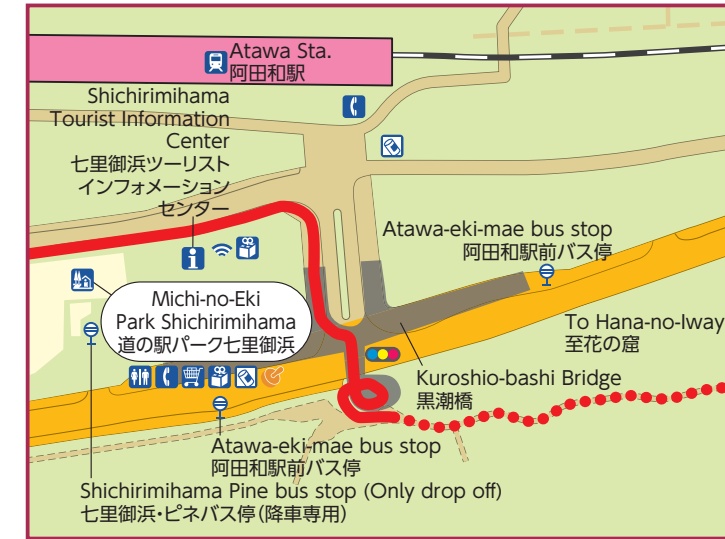 Atawa Sta.
阿田和駅
Shichirimihama
Tourist Information
Center
七里御浜ツーリスト
インフォメーション
センター
Atawa-eki-mae bus stop
阿田和駅前バス停
Michi-no-Eki
Park Shichirimihama
道の駅パーク七里御浜
To Hana-no-Iway
至花の窟
Kuroshio-bashi Bridge
黒潮橋
Atawa-eki-mae bus stop
阿田和駅前バス停
Shichirimihama Pine bus stop (Only drop off)
七里御浜・ピネバス停(降車専用)